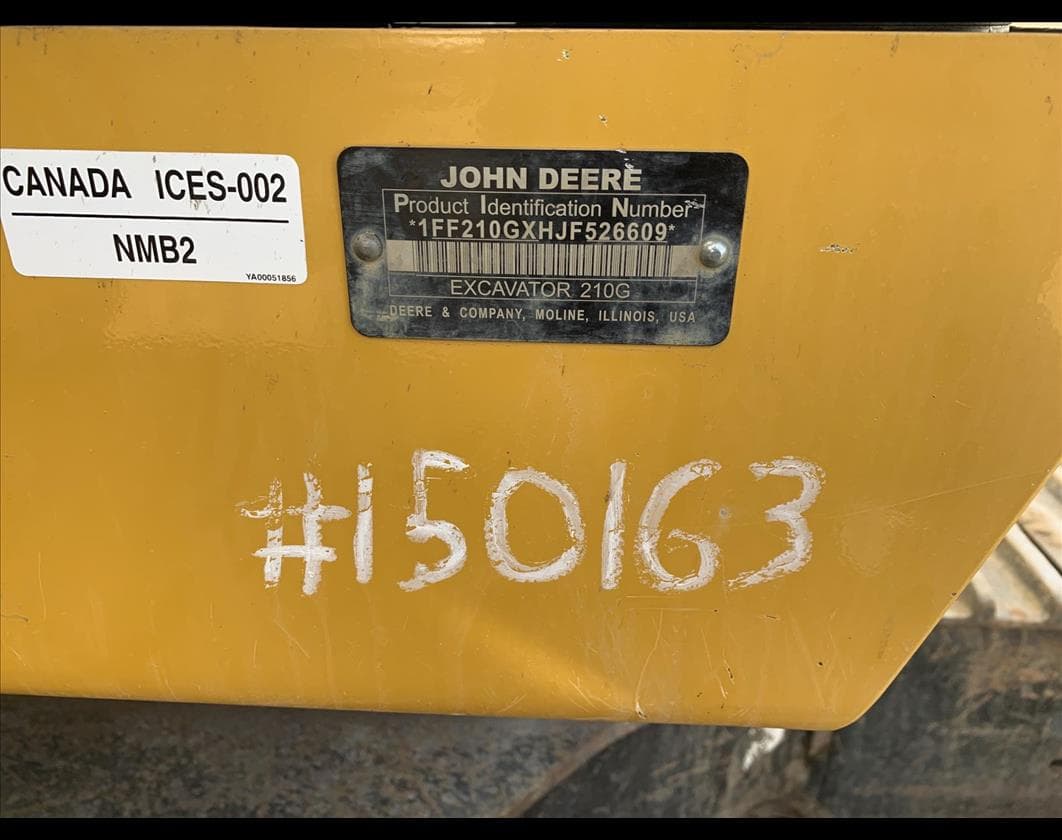 CANADA ICES-002
NMB2
YA00051856
JOHN DEERE
Product Identification Number
*1FF210GXHJF526609*
EXCAVATOR 210G
DEERE & COMPANY, MOLINE, ILLINOIS, USA
#150163